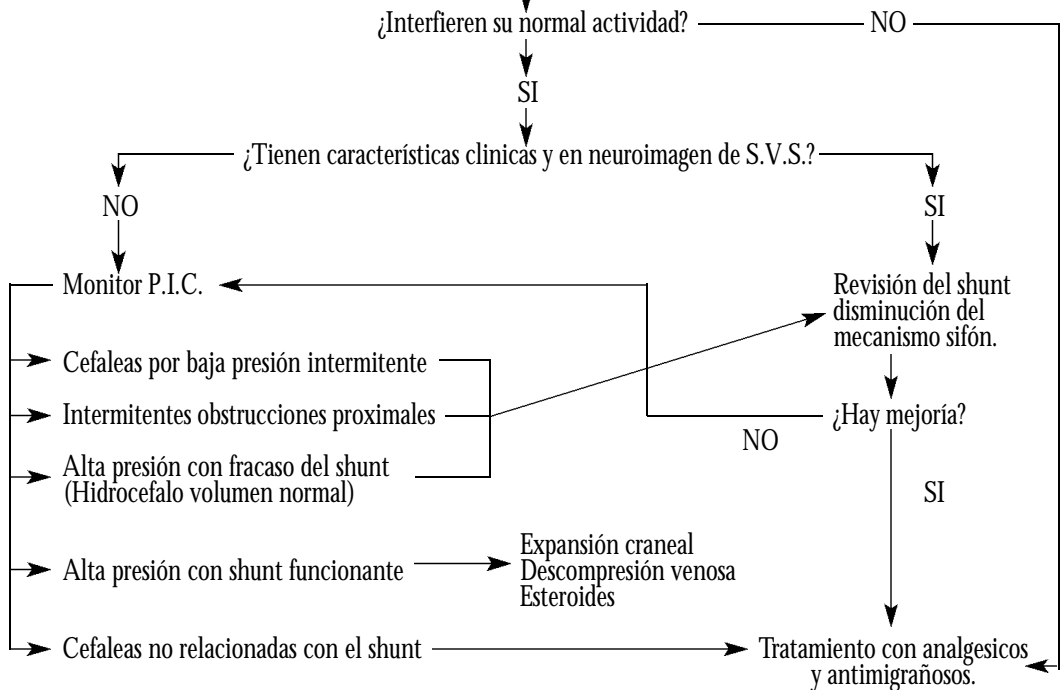 ¿Interfieren su normal actividad?
NO
SI
¿Tienen características clinicas y en neuroimagen de S.V.S.?
NO
SI
Monitor P.I.C.
Revisión del shunt
disminución del
mecanismo sifón.
Cefaleas por baja presión intermitente
Intermitentes obstrucciones proximales
¿Hay mejoría?
NO
Alta presión con fracaso del shunt
(Hidrocefalo volumen normal)
SI
Alta presión con shunt funcionante
Expansión craneal
Descompresión venosa
Esteroides
Cefaleas no relacionadas con el shunt
Tratamiento con analgesicos
y antimigrañosos.